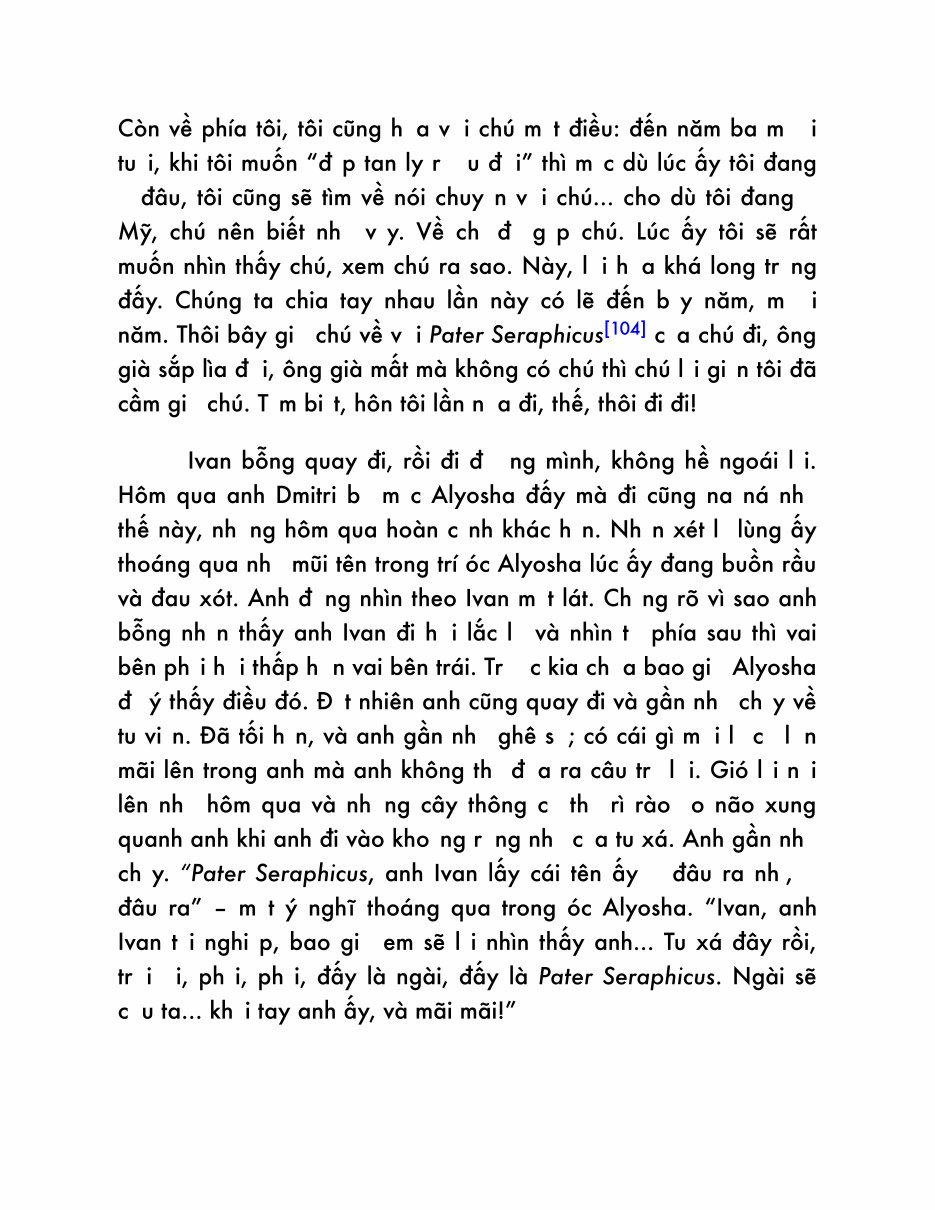 Còn về phía tôi, tôi cũng h a v i chú m t điều: đến năm ba m i
tu i, khi tôi muốn “đ p tan ly r u đ i” thì m c dù lúc ấy tôi đang
đâu, tôi cũng sẽ tìm về nói chuy n v i chú... cho dù tôi đang
Mỹ, chú nên biết nh v y. Về ch đ g p chú. Lúc ấy tôi sẽ rất
muốn nhìn thấy chú, xem chú ra sao. Này, l i h a khá long tr ng
đấy. Chúng ta chia tay nhau lần này có lẽ đến b y năm, m i
năm. Thôi bây gi chú về v i Pater Seraphicus[104] c a chú đi, ông
già sắp lìa đ i, ông già mất mà không có chú thì chú l i gi n tôi đã
cầm gi chú. T m bi t, hôn tôi lần n a đi, thế, thôi đi đi!
Ivan bỗng quay đi, rồi đi đ ng mình, không hề ngoái l i.
Hôm qua anh Dmitri b m c Alyosha đấy mà đi cũng na ná nh
thế này, nh ng hôm qua hoàn c nh khác h n. Nh n xét l lùng ấy
thoáng qua nh mũi tên trong trí óc Alyosha lúc ấy đang buồn rầu
và đau xót. Anh đ ng nhìn theo Ivan m t lát. Ch ng rõ vì sao anh
bỗng nh n thấy anh Ivan đi h i lắc l và nhìn t phía sau thì vai
bên ph i h i thấp h n vai bên trái. Tr c kia ch a bao gi Alyosha
đ ý thấy điều đó. Đ t nhiên anh cũng quay đi và gần nh ch y về
tu vi n. Đã tối h n, và anh gần nh ghê s ; có cái gì m i l c l n
mãi lên trong anh mà anh không th đ a ra câu tr l i. Gió l i n i
lên nh hôm qua và nh ng cây thông c th rì rào o não xung
quanh anh khi anh đi vào kho ng r ng nh c a tu xá. Anh gần nh
ch y. “Pater Seraphicus, anh Ivan lấy cái tên ấy đâu ra nh ,
đâu ra” – m t ý nghĩ thoáng qua trong óc Alyosha. “Ivan, anh
Ivan t i nghi p, bao gi em sẽ l i nhìn thấy anh... Tu xá đây rồi,
tr i i, ph i, ph i, đấy là ngài, đấy là Pater Seraphicus. Ngài sẽ
c u ta... kh i tay anh ấy, và mãi mãi!”